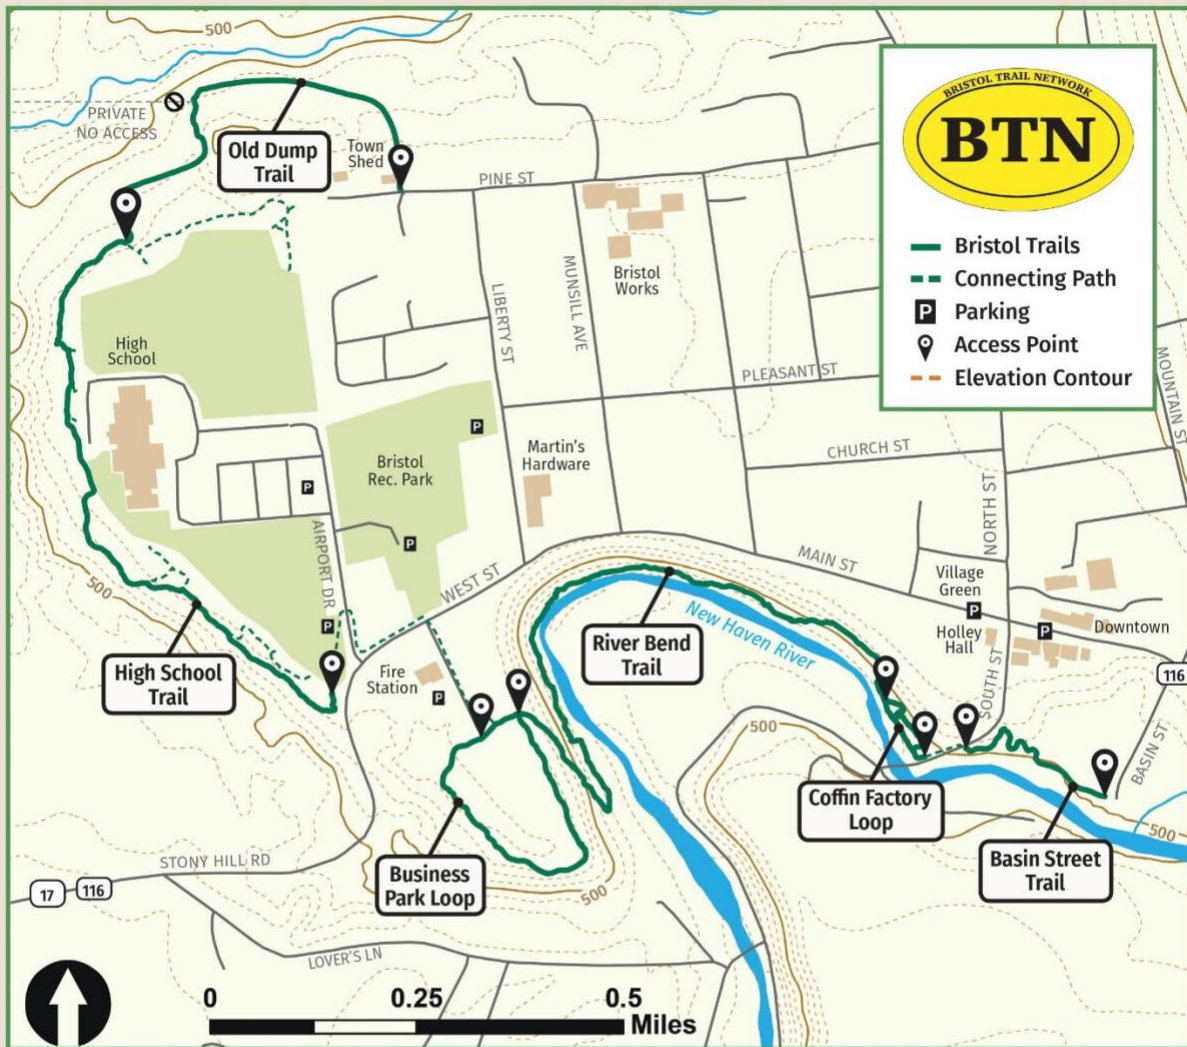 500
PRIVATE
NO ACCESS
Old Dump
Trail
Town
Shed
PINE ST
BRISTOL TRAIL NETWORK
BTN
Bristol Trails
Connecting Path
P
Parking
Access Point
Elevation Contour
LIBERTY ST
MUNSILL AVE
Bristol
Works
High
School
PLEASANT ST
MOUNTAIN ST
P
Bristol
Rec. Park
Martin's
Hardware
CHURCH ST
NORTH ST
P
P
AIRPORT DR
WEST ST
MAIN ST
500
Village
Green
P
P
Holley
Hall
Downtown
P
New Haven River
River Bend
Trail
High School
Trail
Fire
Station
P
SOUTH ST
116
500
BASIN ST
Coffin Factory
Loop
500
Basin Street
Trail
STONY HILL RD
Business
Park Loop
17
116
500
LOVER'S LN
0
0.25
0.5
Miles